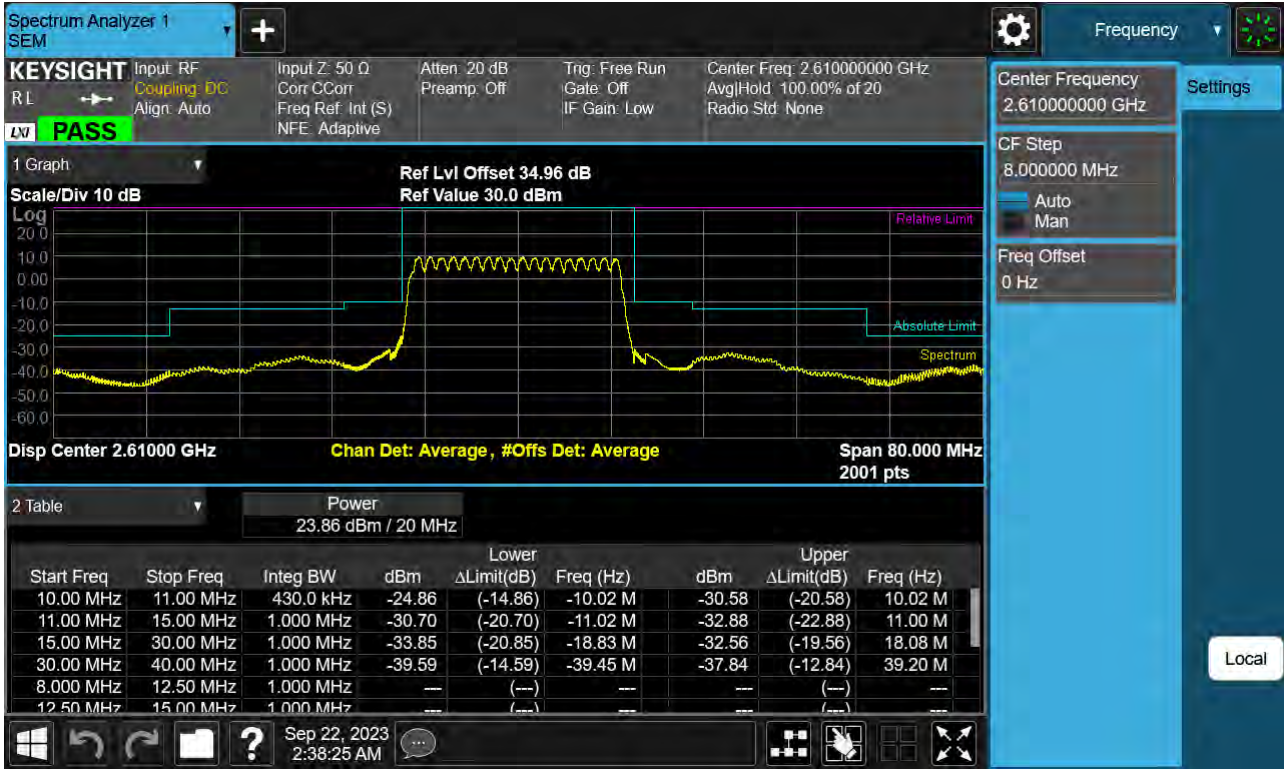 Spectrum Analyzer 1
SEM
Frequency
KEYSIGHT
R L
LXI
PASS
Input: RF
Coupling: DC
Align: Auto
Input Z: 50 Ω
Corr CCorr
Freq Ref: Int (S)
NFE: Adaptive
Atten: 20 dB
Preamp: Off
Trig: Free Run
Gate: Off
IF Gain: Low
Center Freq: 2.610000000 GHz
Avg|Hold: 100.00% of 20
Radio Std: None
Center Frequency
2.610000000 GHz
Settings
CF Step
8.000000 MHz
Auto
Man
Freq Offset
0 Hz
Local
1 Graph
Scale/Div 10 dB
Ref Lvl Offset 34.96 dB
Ref Value 30.0 dBm
Log
20.0
10.0
0.00
-10.0
-20.0
-30.0
-40.0
-50.0
-60.0
Relative Limit
Absolute Limit
Spectrum
Disp Center 2.61000 GHz
Chan Det: Average, #Offs Det: Average
Span 80.000 MHz
2001 pts
2 Table
Power
23.86 dBm / 20 MHz
Lower Upper
Start Freq Stop Freq Integ BW dBm ΔLimit(dB) Freq (Hz) dBm ΔLimit(dB) Freq (Hz)
10.00 MHz 11.00 MHz 430.0 kHz -24.86 (-14.86) -10.02 M -30.58 (-20.58) 10.02 M
11.00 MHz 15.00 MHz 1.000 MHz -30.70 (-20.70) -11.02 M -32.88 (-22.88) 11.00 M
15.00 MHz 30.00 MHz 1.000 MHz -33.85 (-20.85) -18.83 M -32.56 (-19.56) 18.08 M
30.00 MHz 40.00 MHz 1.000 MHz -39.59 (-14.59) -39.45 M -37.84 (-12.84) 39.20 M
8.000 MHz 12.50 MHz 1.000 MHz --- (---) --- --- (---) ---
12.50 MHz 15.00 MHz 1.000 MHz --- (---) --- --- (---) ---
?
Sep 22, 2023
2:38:25 AM